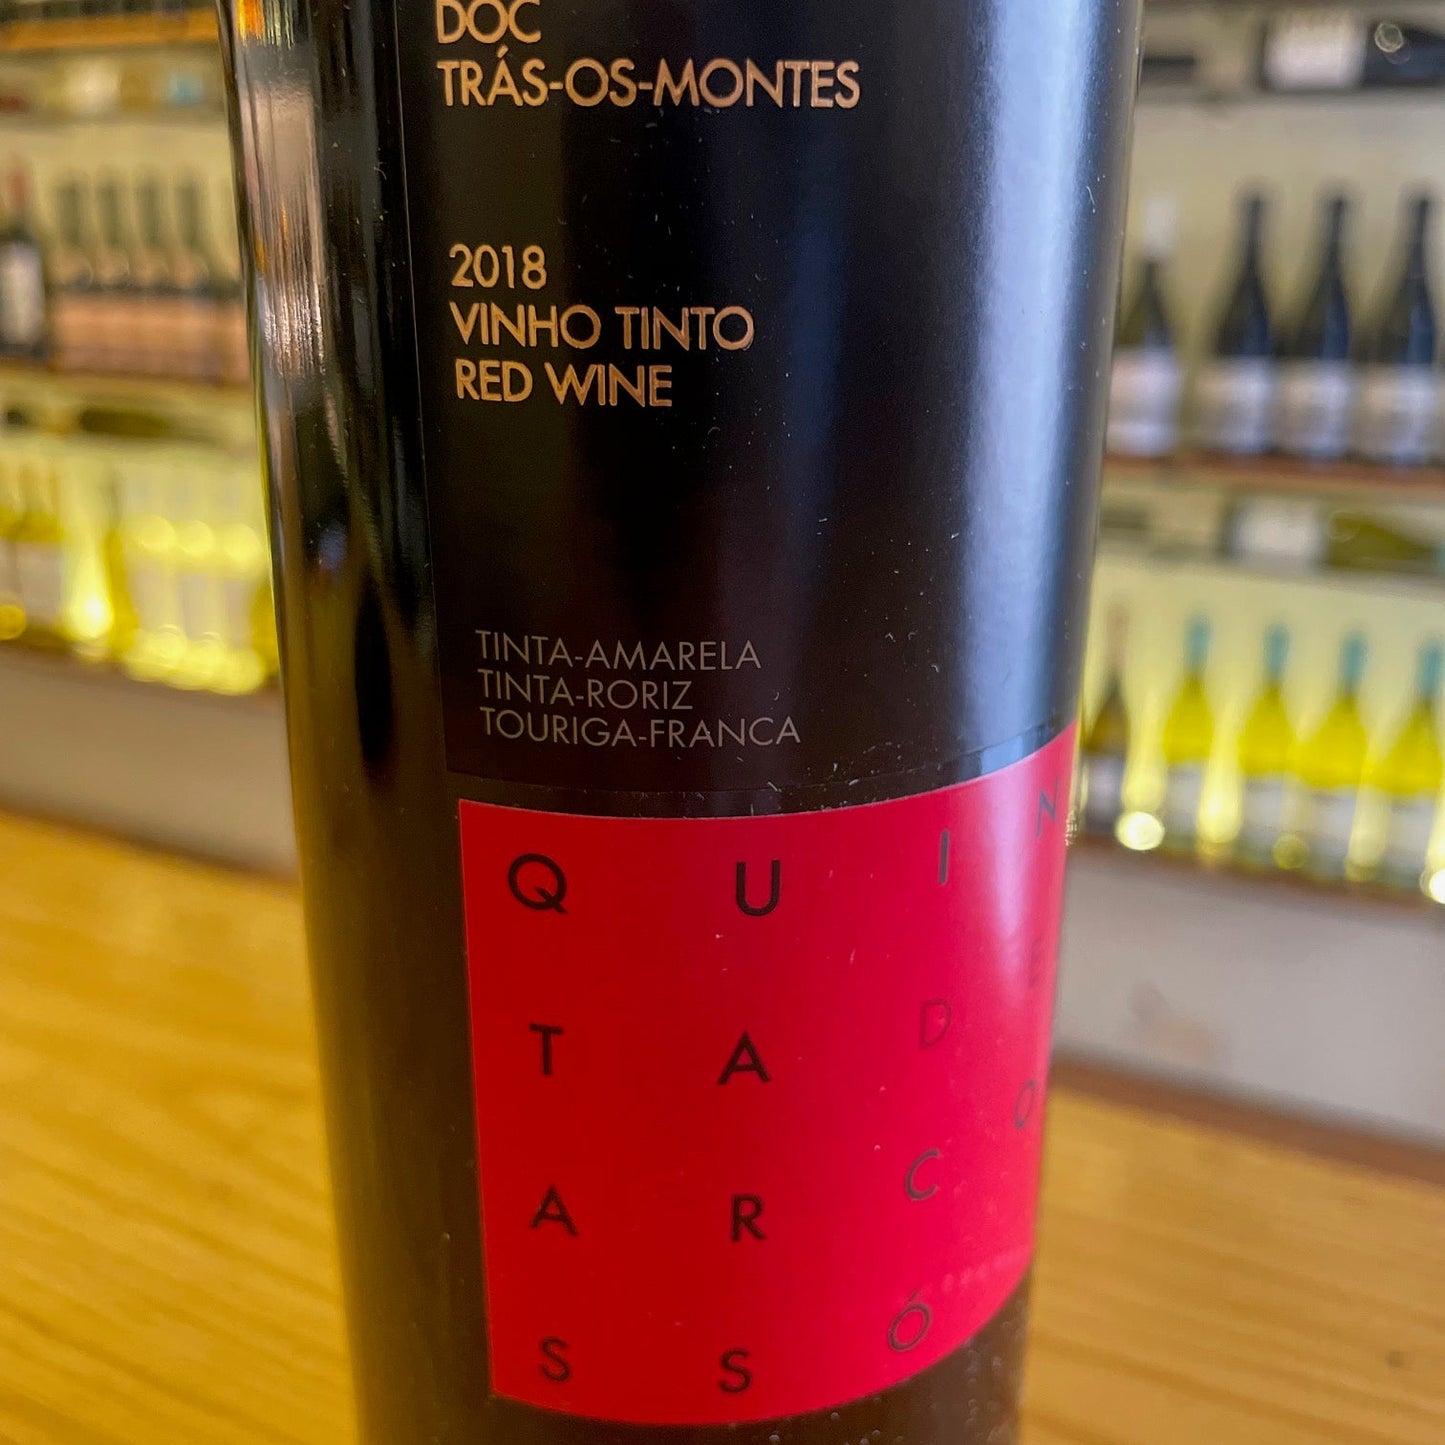 DOC
TRÁS-OS-MONTES
2018
VINHO TINTO
RED WINE
TINTA-AMARELA
TINTA-RORIZ
TOURIGA-FRANCA
Q U I N
T A D E
A R C O
S S Ó